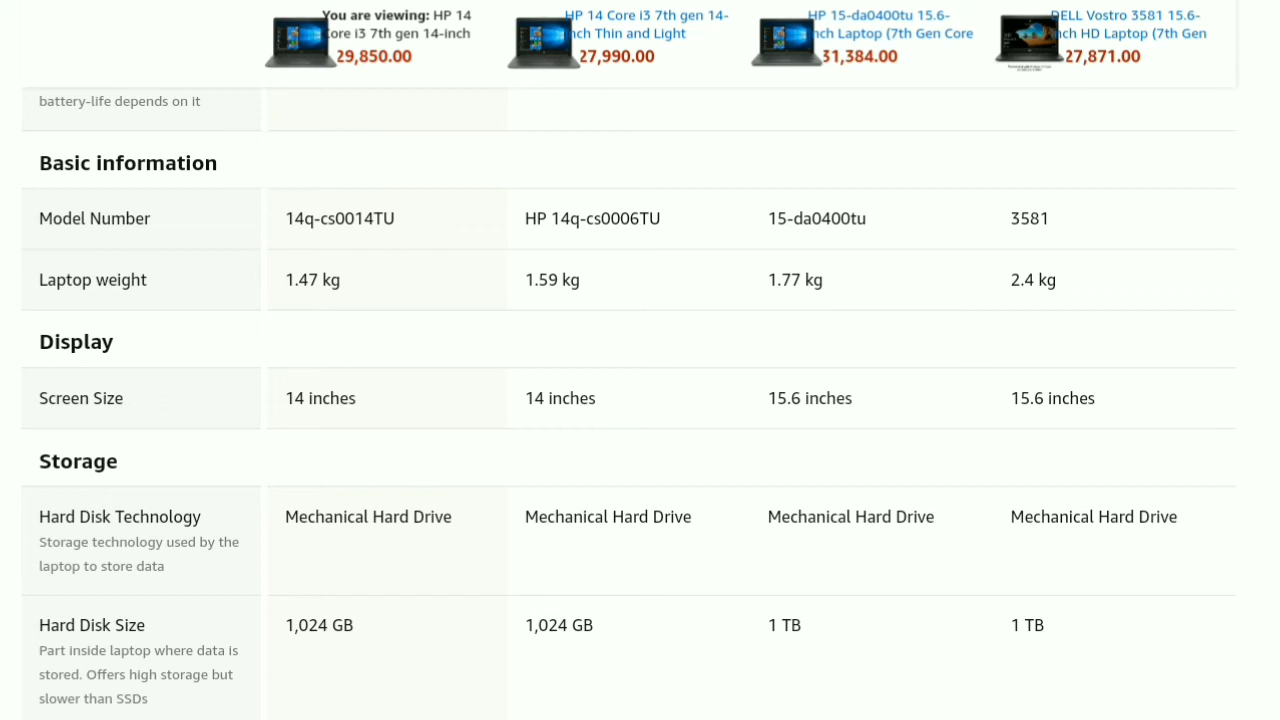 You are viewing: HP 14
Core i3 7th gen 14-inch
29,850.00
HP 14 Core i3 7th gen 14-
inch Thin and Light
27,990.00
HP 15-da0400tu 15.6-
inch Laptop (7th Gen Core
31,384.00
DELL Vostro 3581 15.6-
inch HD Laptop (7th Gen
27,871.00
battery-life depends on it
Basic information
Model Number 14q-cs0014TU HP 14q-cs0006TU 15-da0400tu 3581
Laptop weight 1.47 kg 1.59 kg 1.77 kg 2.4 kg
Display
Screen Size 14 inches 14 inches 15.6 inches 15.6 inches
Storage
Hard Disk Technology Mechanical Hard Drive Mechanical Hard Drive Mechanical Hard Drive Mechanical Hard Drive
Storage technology used by the
laptop to store data
Hard Disk Size 1,024 GB 1,024 GB 1 TB 1 TB
Part inside laptop where data is
stored. Offers high storage but
slower than SSDs